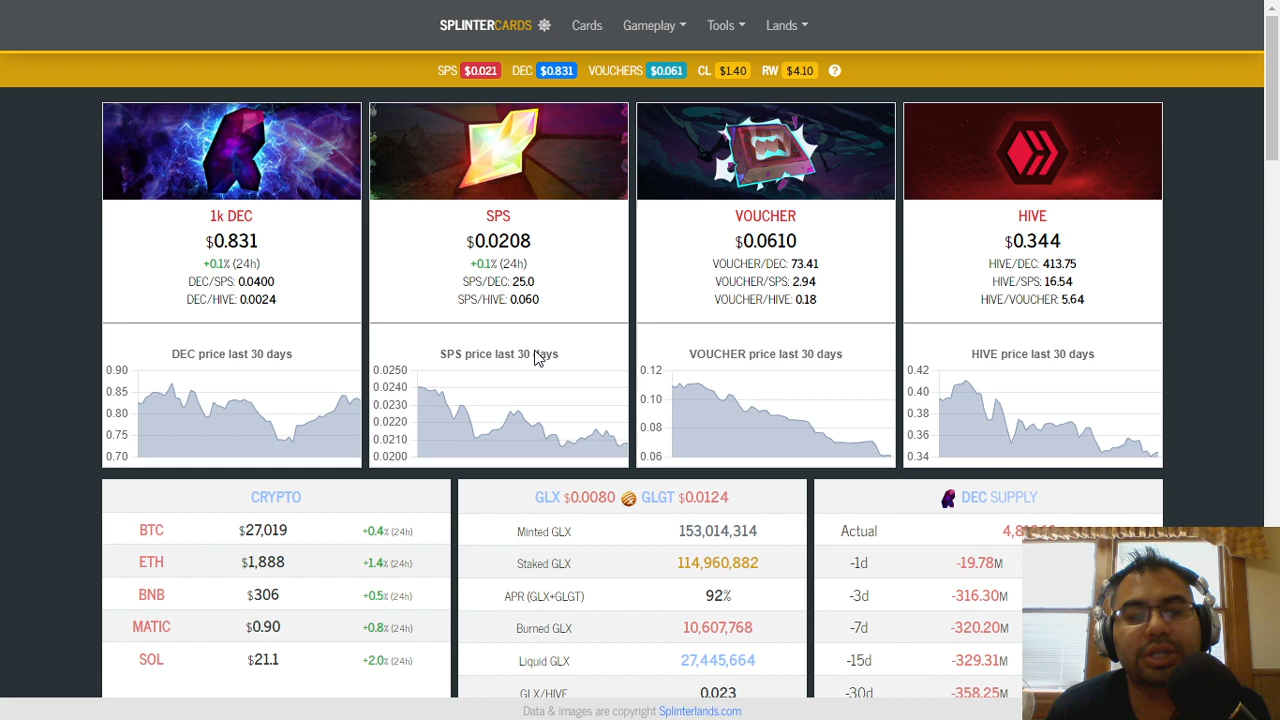 SPLINTERCARDS Cards Gameplay Tools Lands
SPS $0.021 DEC $0.831 VOUCHERS $0.061 CL $1.40 RW $4.10 ?
1k DEC
$0.831
+0.1% (24h)
DEC/SPS: 0.0400
DEC/HIVE: 0.0024
DEC price last 30 days
0.90
0.85
0.80
0.75
0.70
SPS
$0.0208
+0.1% (24h)
SPS/DEC: 25.0
SPS/HIVE: 0.060
SPS price last 30 days
0.0250
0.0240
0.0230
0.0220
0.0210
0.0200
VOUCHER
$0.0610
VOUCHER/DEC: 73.41
VOUCHER/SPS: 2.94
VOUCHER/HIVE: 0.18
VOUCHER price last 30 days
0.12
0.10
0.08
0.06
HIVE
$0.344
HIVE/DEC: 413.75
HIVE/SPS: 16.54
HIVE/VOUCHER: 5.64
HIVE price last 30 days
0.42
0.40
0.38
0.36
0.34
CRYPTO
BTC $27,019 +0.4% (24h)
ETH $1,888 +1.4% (24h)
BNB $306 +0.5% (24h)
MATIC $0.90 +0.8% (24h)
SOL $21.1 +2.0% (24h)
GLX $0.0080 GLGT $0.0124
Minted GLX 153,014,314
Staked GLX 114,960,882
APR (GLX+GLGT) 92%
Burned GLX 10,607,768
Liquid GLX 27,445,664
GLX/HIVE 0.023
DEC SUPPLY
Actual
-1d -19.78M
-3d -316.30M
-7d -320.20M
-15d -329.31M
-30d -358.25M
Data & images are copyright Splinterlands.com